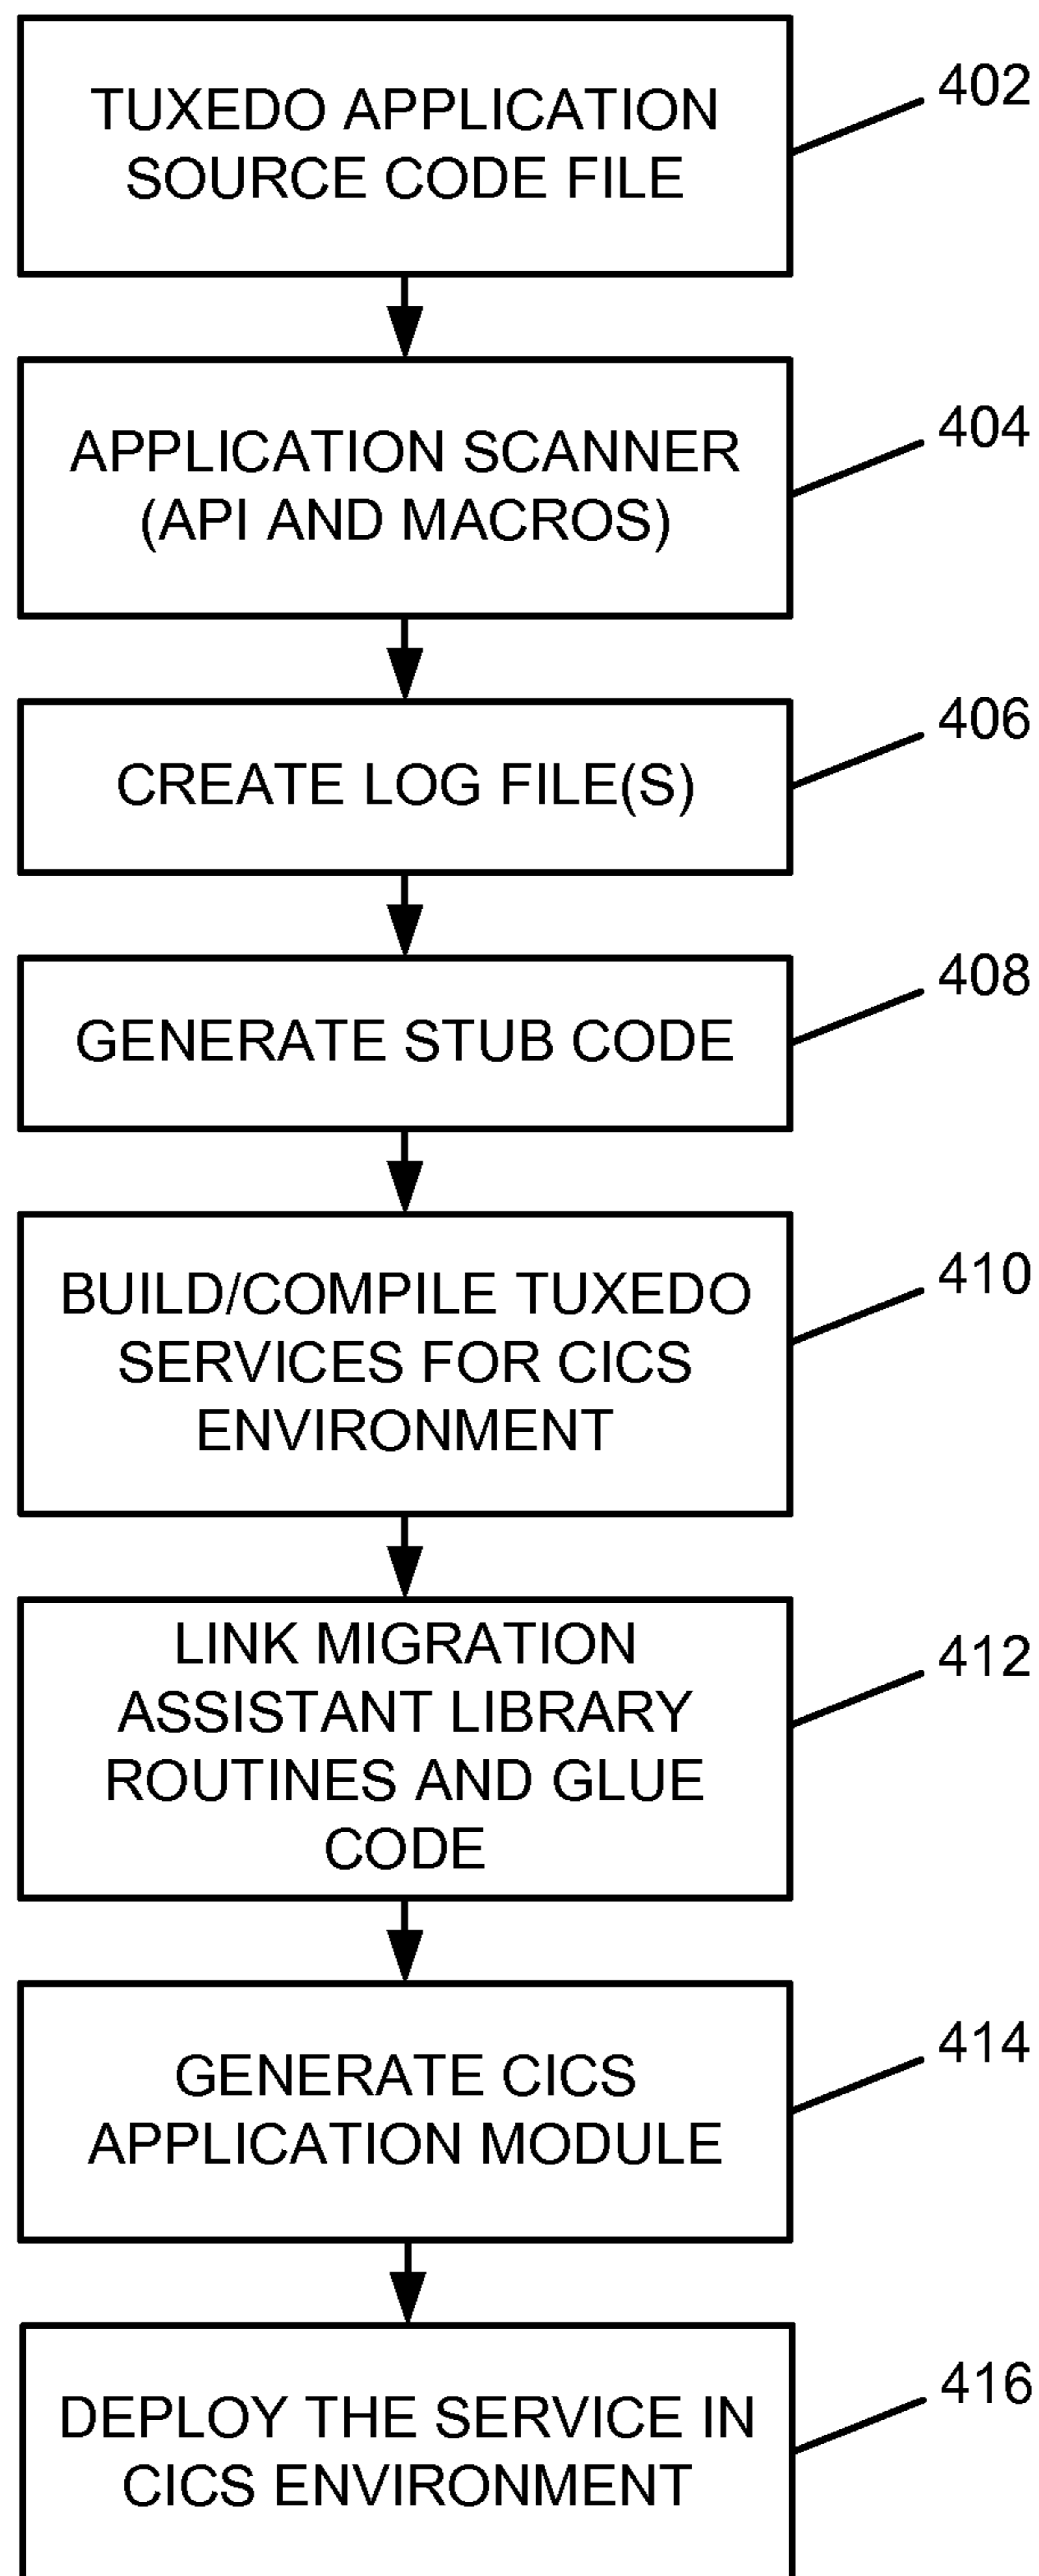 TUXEDO APPLICATION
SOURCE CODE FILE
402
APPLICATION SCANNER
(API AND MACROS)
404
CREATE LOG FILE(S)
406
GENERATE STUB CODE
408
BUILD/COMPILE TUXEDO
SERVICES FOR CICS
ENVIRONMENT
410
LINK MIGRATION
ASSISTANT LIBRARY
ROUTINES AND GLUE
CODE
412
GENERATE CICS
APPLICATION MODULE
414
DEPLOY THE SERVICE IN
CICS ENVIRONMENT
416